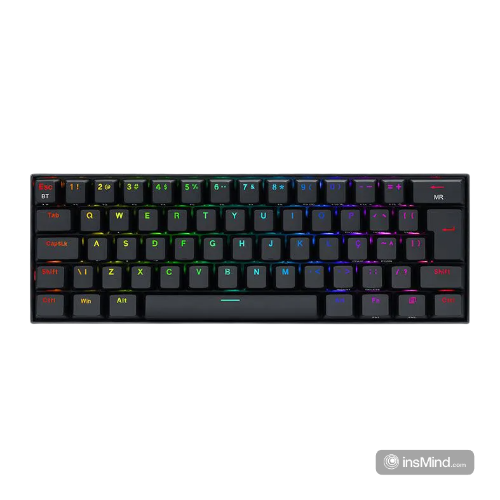 Esc 1! 2@ 3# 4$ 5% 6¨ 7& 8* - - = +
BT MR
Tab Q W E R T Y U I O P
CapsLk A S D F G H J K L Ç
Shift \| Z X C V B N M Shift
Ctrl Win Alt Fn
insMind.com